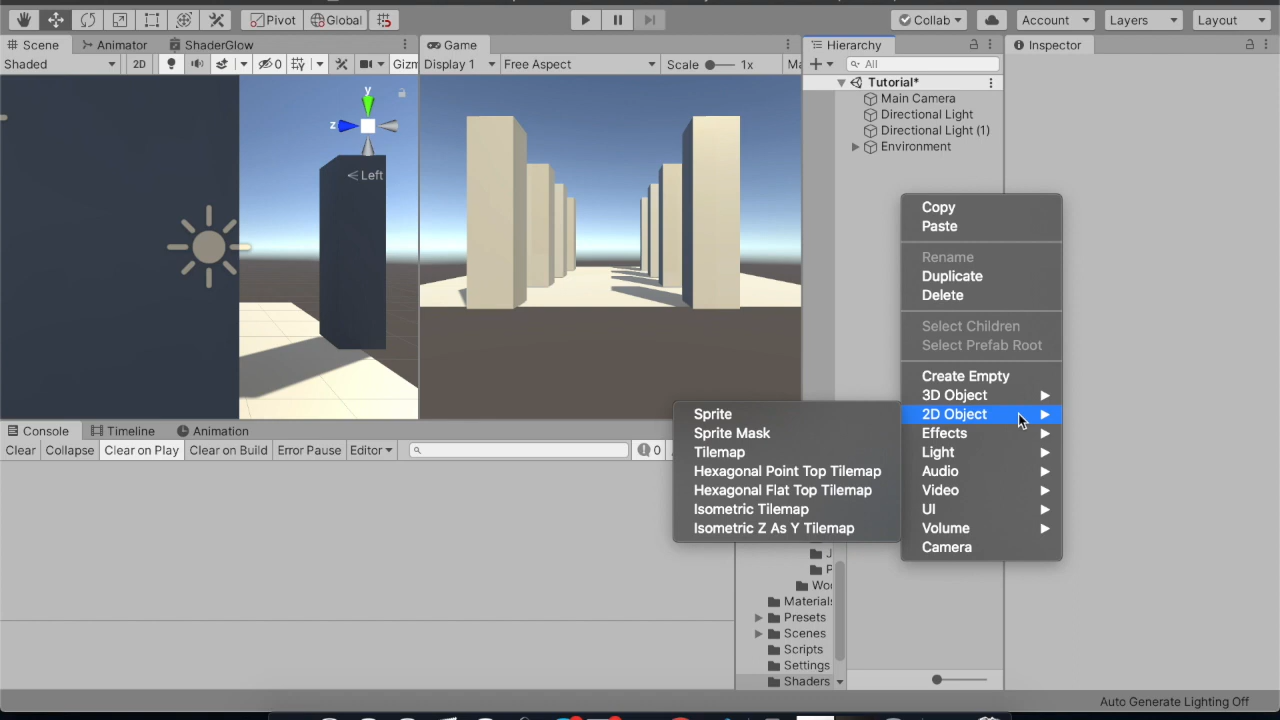 Pivot Global Collab Account Layers Layout
Scene Animator ShaderGlow Game Hierarchy Inspector
Shaded 2D 0 Gizm Display 1 Free Aspect Scale 1x Ma All
Tutorial*
Main Camera
Directional Light
Directional Light (1)
Environment
y
z
Left
Copy
Paste
Rename
Duplicate
Delete
Select Children
Select Prefab Root
Create Empty
3D Object
2D Object
Effects
Light
Audio
Video
UI
Volume
Camera
Sprite
Sprite Mask
Tilemap
Hexagonal Point Top Tilemap
Hexagonal Flat Top Tilemap
Isometric Tilemap
Isometric Z As Y Tilemap
Console Timeline Animation
Clear Collapse Clear on Play Clear on Build Error Pause Editor 0
J
P
Wo
Materials
Presets
Scenes
Scripts
Settings
Shaders
Auto Generate Lighting Off